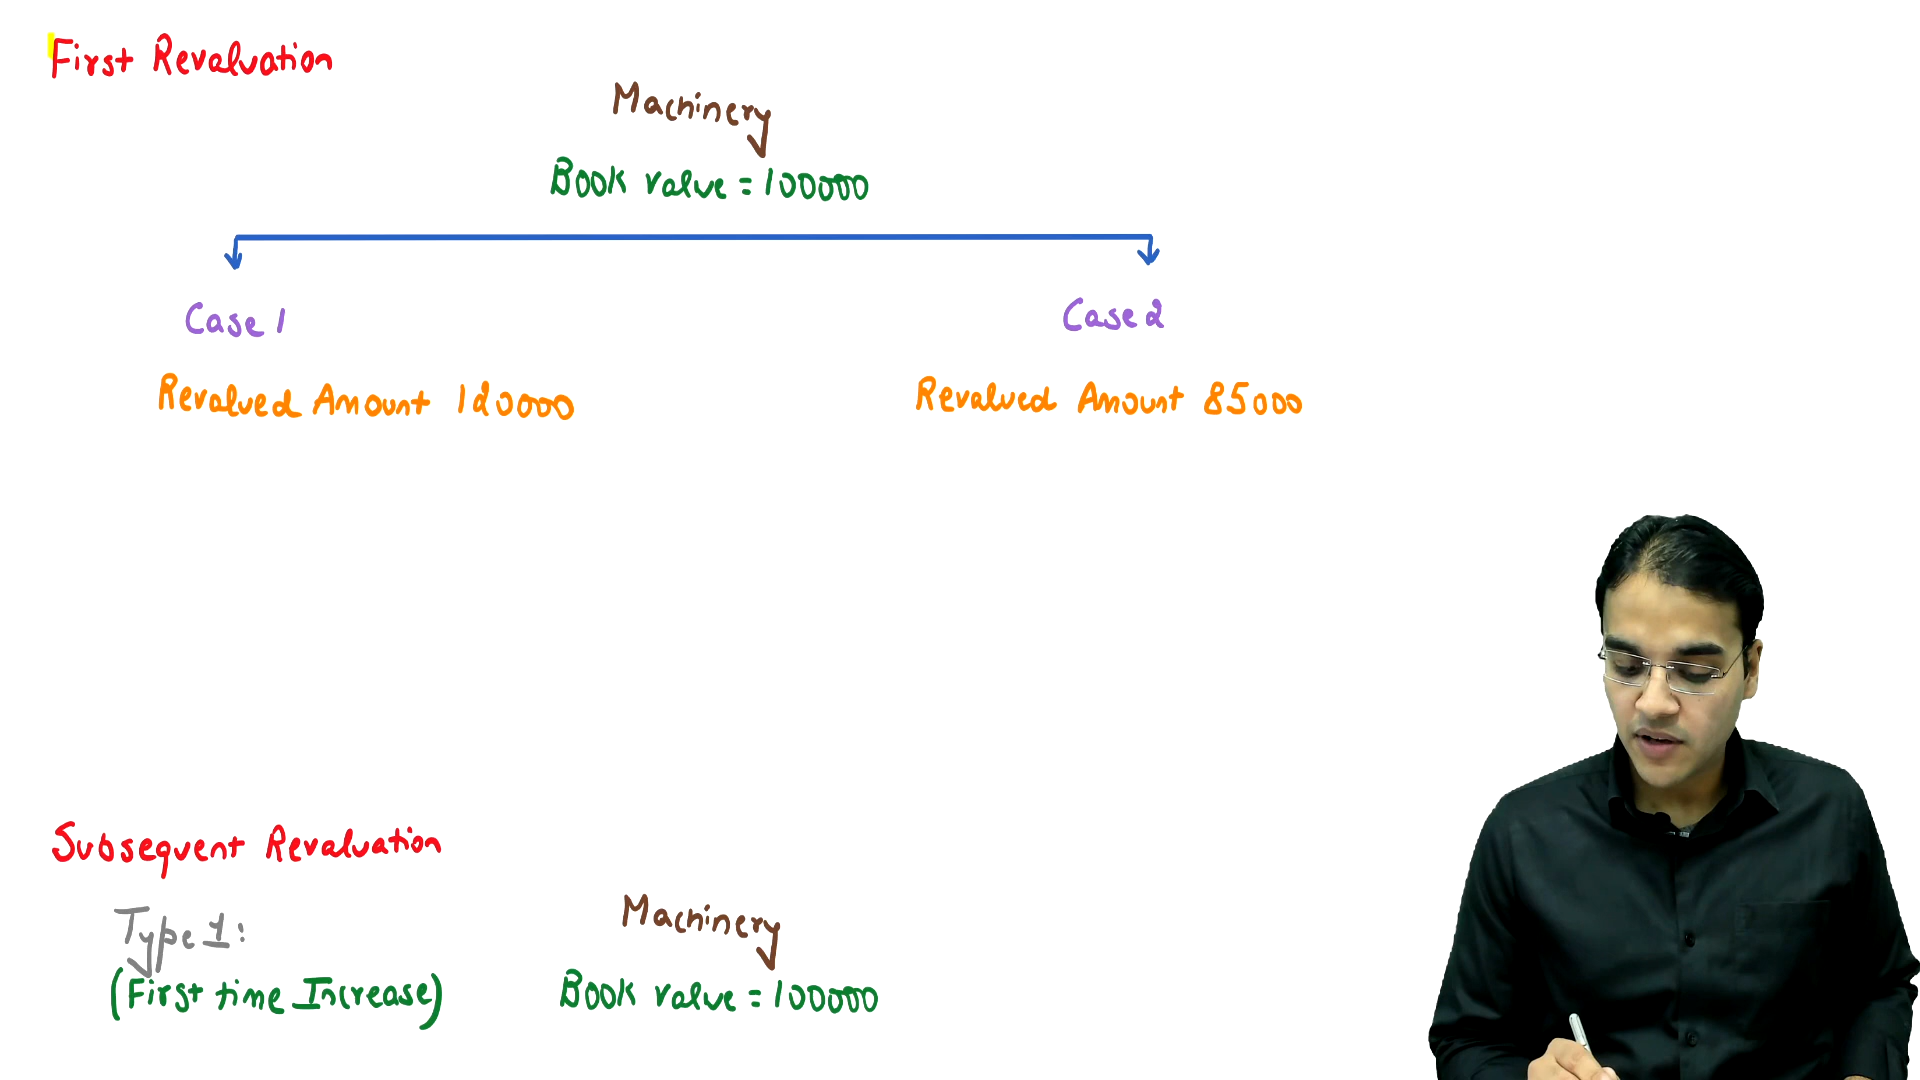 First Revaluation
Machinery
Book value = 100000
Case 1
Case 2
Revalued Amount 120000
Revalued Amount 85000
Subsequent Revaluation
Type 1:
(First time Increase)
Machinery
Book value = 100000